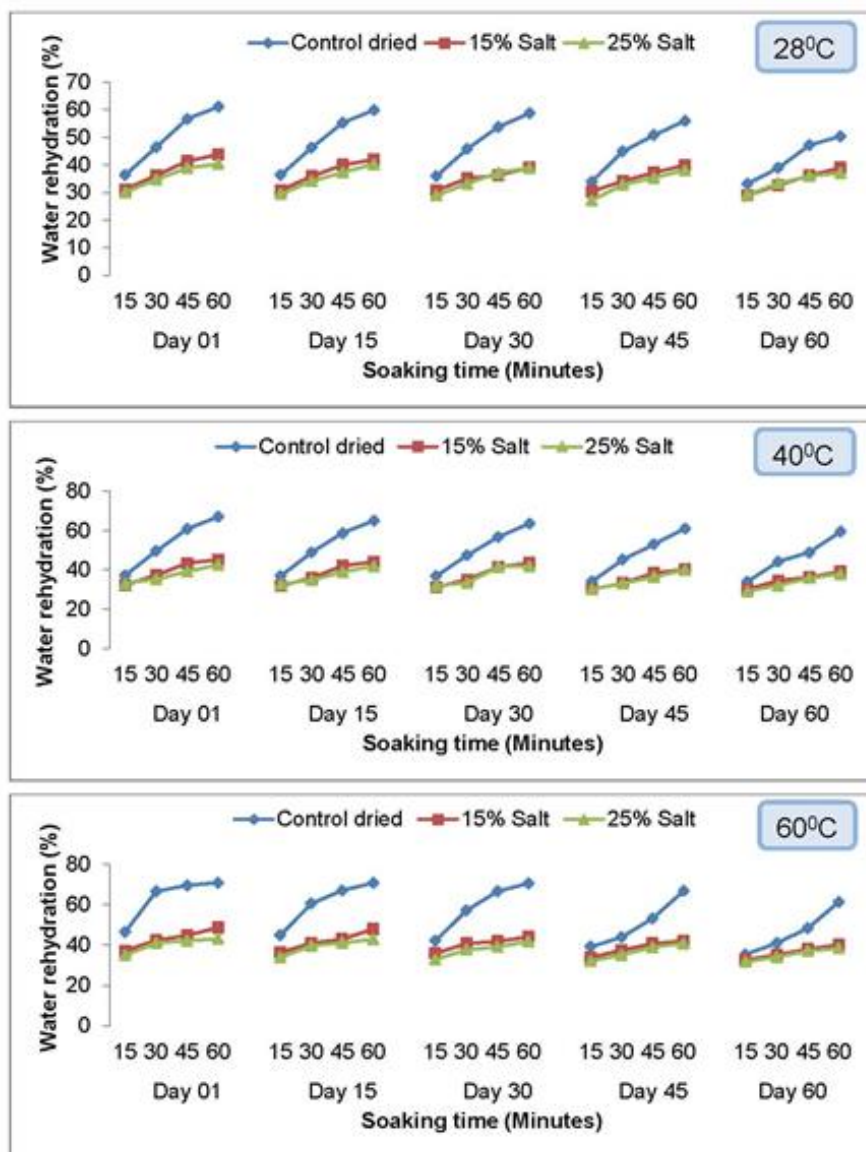 Control dried 15% Salt 25% Salt
28⁰C
Water rehydration (%)
70
60
50
40
30
20
10
0
15 30 45 60 15 30 45 60 15 30 45 60 15 30 45 60 15 30 45 60
Day 01 Day 15 Day 30 Day 45 Day 60
Soaking time (Minutes)
Control dried 15% Salt 25% Salt
40⁰C
Water rehydration (%)
80
60
40
20
0
15 30 45 60 15 30 45 60 15 30 45 60 15 30 45 60 15 30 45 60
Day 01 Day 15 Day 30 Day 45 Day 60
Soaking time (Minutes)
Control dried 15% Salt 25% Salt
60⁰C
Water rehydration (%)
80
60
40
20
0
15 30 45 60 15 30 45 60 15 30 45 60 15 30 45 60 15 30 45 60
Day 01 Day 15 Day 30 Day 45 Day 60
Soaking time (Minutes)